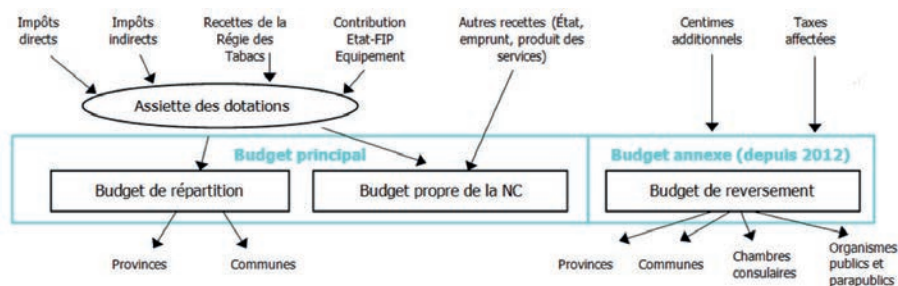 Impôts
directs
Impôts
indirects
Recettes de la
Régie des
Tabacs
Contribution
Etat-FIP
Equipement
Autres recettes (État,
emprunt, produit des
services)
Centimes
additionnels
Taxes
affectées
Assiette des dotations
Budget principal
Budget annexe (depuis 2012)
Budget de répartition
Budget propre de la NC
Budget de reversement
Provinces
Communes
Provinces
Communes
Chambres
consulaires
Organismes
publics et
parapublics